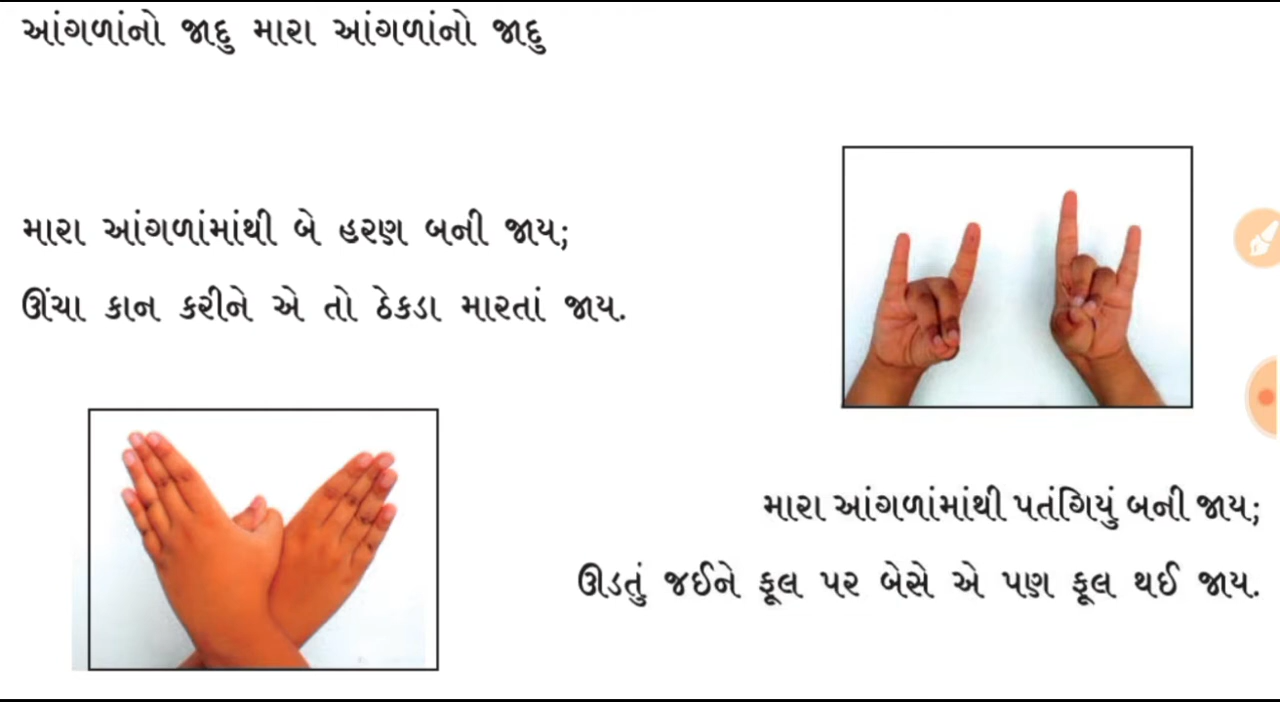 આંગળાંનો જાદુ મારા આંગળાંનો જાદુ
મારા આંગળાંમાંથી બે હરણ બની જાય;
ઊંચા કાન કરીને એ તો ઠેકડા મારતાં જાય.
મારા આંગળાંમાંથી પતંગિયું બની જાય;
ઊડતું જઈને ફૂલ પર બેસે એ પણ ફૂલ થઈ જાય.